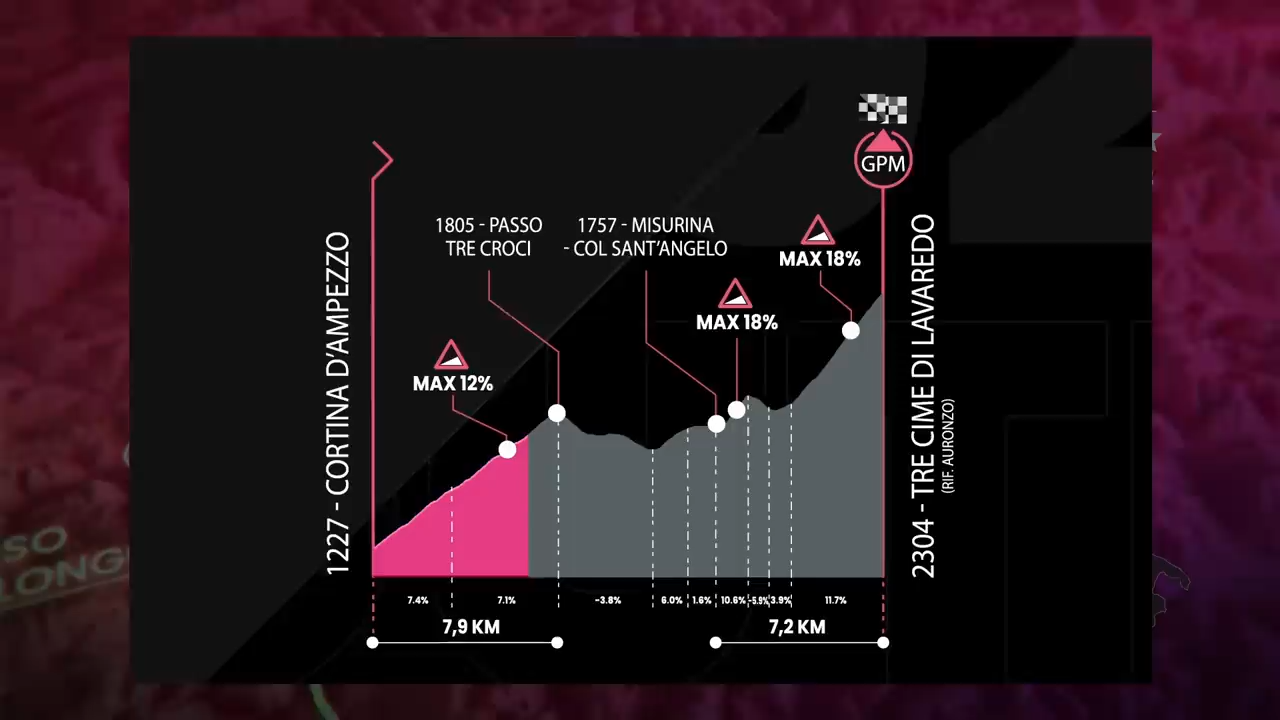 GPM
1805 - PASSO
TRE CROCI
1757 - MISURINA
- COL SANT'ANGELO
MAX 18%
MAX 18%
MAX 12%
1227 - CORTINA D'AMPEZZO
2304 - TRE CIME DI LAVAREDO
(RIF. AURONZO)
SO
LONG
7.4%
7.1%
-3.8%
6.0%
1.6%
10.6%
-5.9%
3.9%
11.7%
7,9 KM
7,2 KM